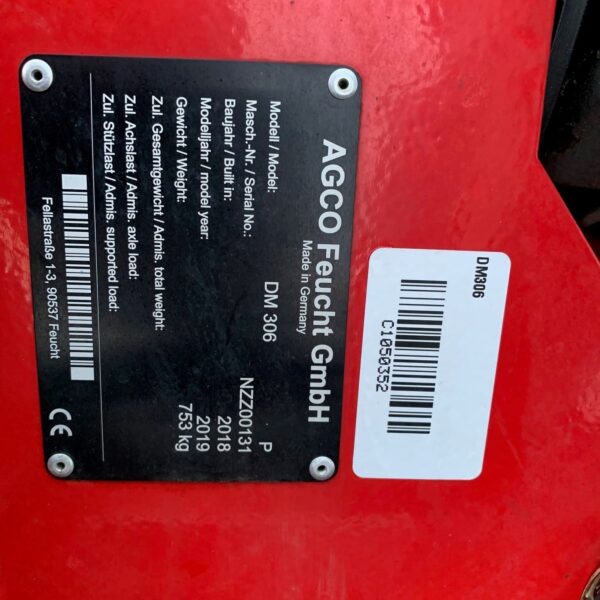 AGCO Feucht GmbH
Made in Germany
Modell / Model: DM 306 P
Masch.-Nr. / Serial No.: NZZ00131
Baujahr / Built in: 2018
Modelljahr / model year: 2019
Gewicht / Weight: 753 kg
Zul. Gesamtgewicht / Admis. total weight:
Zul. Achslast / Admis. axle load:
Zul. Stützlast / Admis. supported load:
Fellastraße 1-3, 90537 Feucht
CE
DM306
C1050352